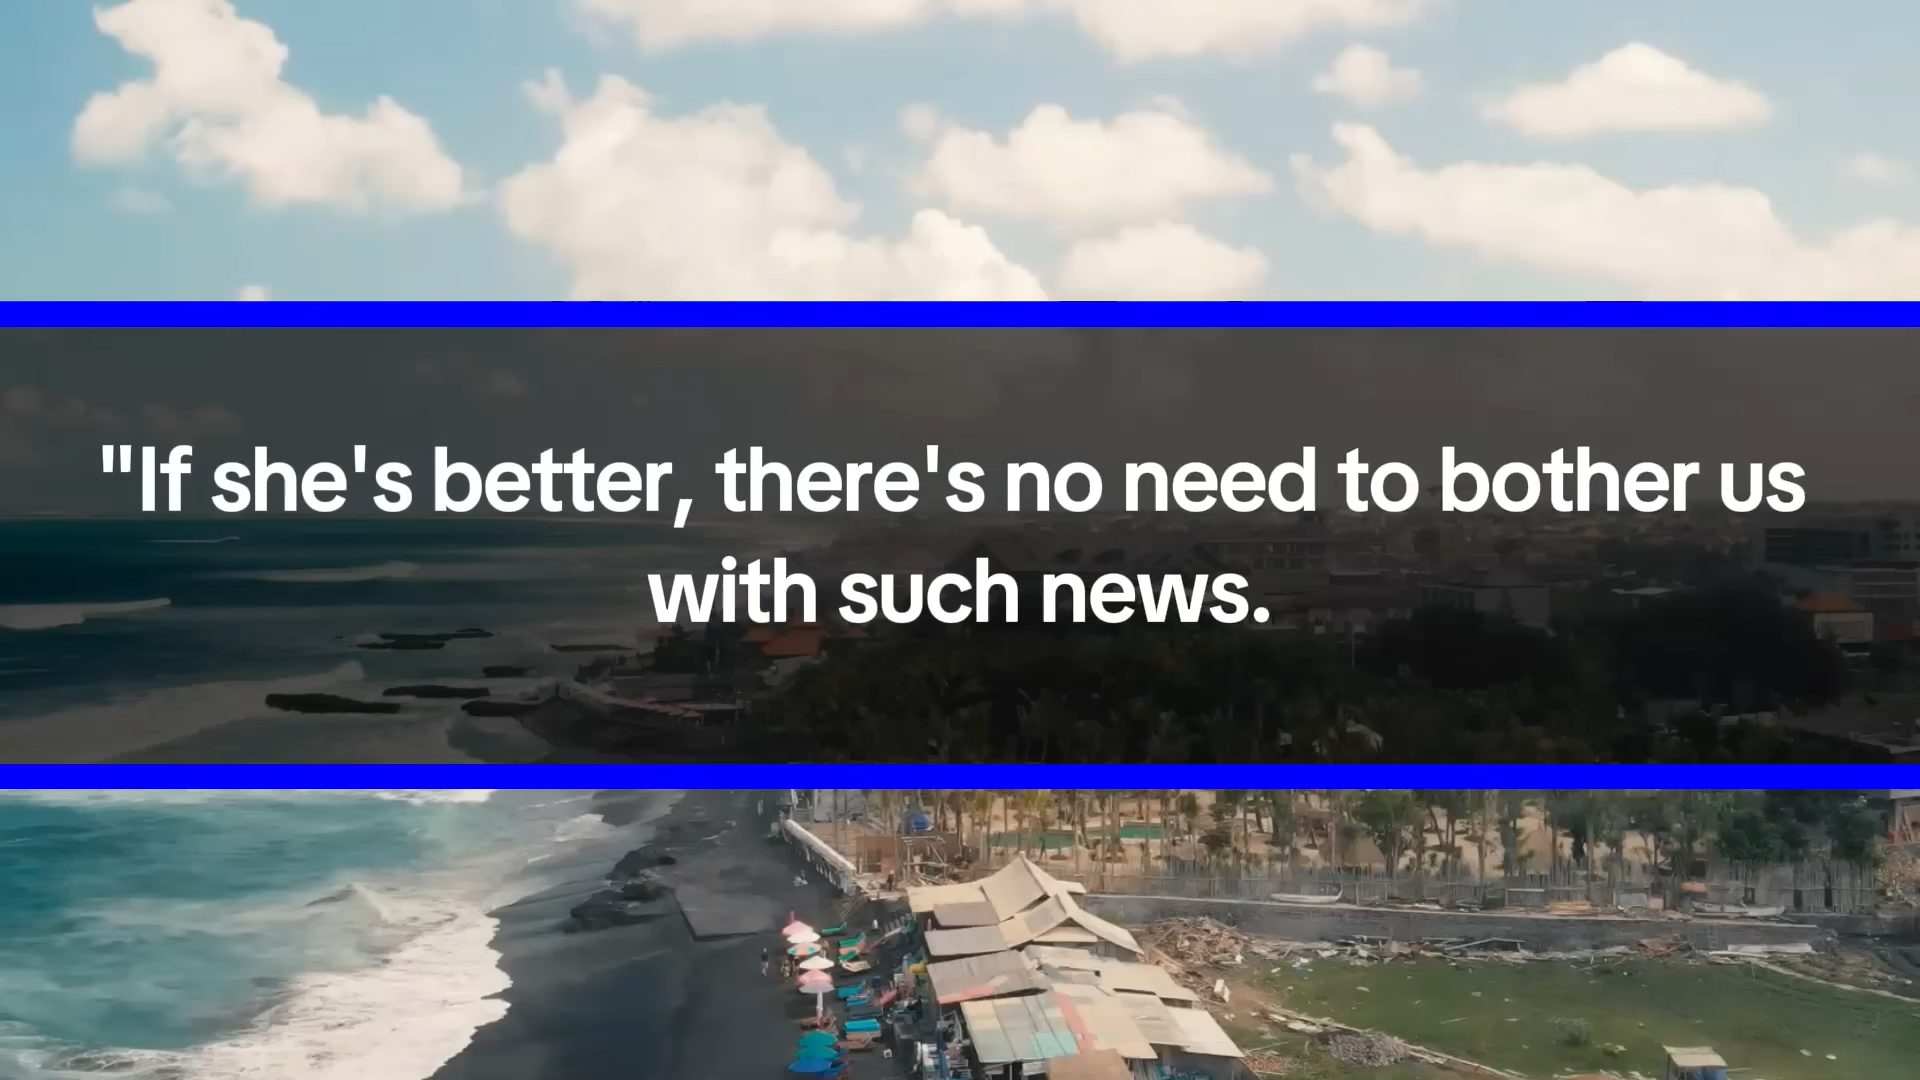 "If she's better, there's no need to bother us
with such news.